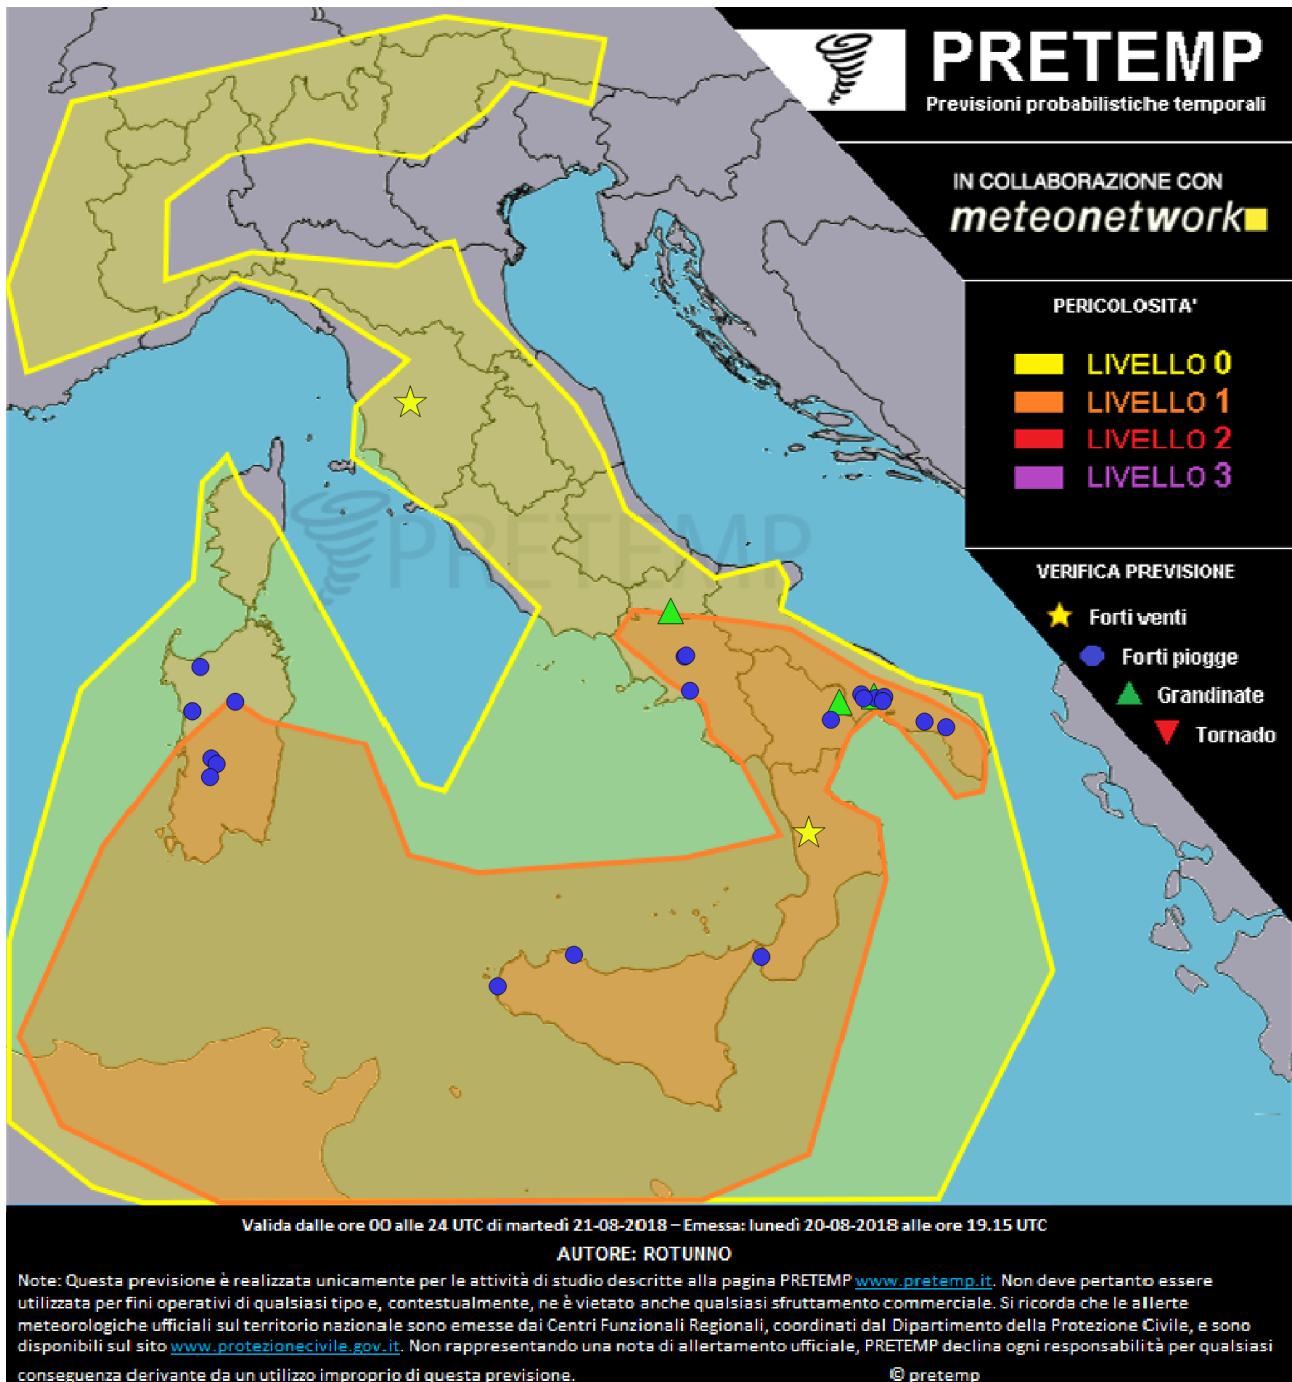 PRETEMP
Previsioni probabilistiche temporali
IN COLLABORAZIONE CON
meteonetwork
PERICOLOSITA'
LIVELLO 0
LIVELLO 1
LIVELLO 2
LIVELLO 3
VERIFICA PREVISIONE
Forti venti
Forti piogge
Grandinate
Tornado
PRETEMP
Valida dalle ore 00 alle 24 UTC di martedì 21-08-2018 – Emessa: lunedì 20-08-2018 alle ore 19.15 UTC
AUTORE: ROTUNNO
Note: Questa previsione è realizzata unicamente per le attività di studio descritte alla pagina PRETEMP www.pretemp.it. Non deve pertanto essere
utilizzata per fini operativi di qualsiasi tipo e, contestualmente, ne è vietato anche qualsiasi sfruttamento commerciale. Si ricorda che le allerte
meteorologiche ufficiali sul territorio nazionale sono emesse dai Centri Funzionali Regionali, coordinati dal Dipartimento della Protezione Civile, e sono
disponibili sul sito www.protezionecivile.gov.it. Non rappresentando una nota di allertamento ufficiale, PRETEMP declina ogni responsabilità per qualsiasi
conseguenza derivante da un utilizzo improprio di questa previsione. © pretemp